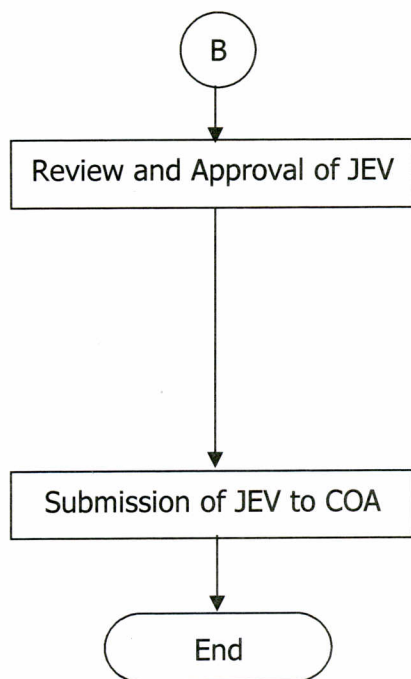 B
Review and Approval of JEV
Submission of JEV to COA
End